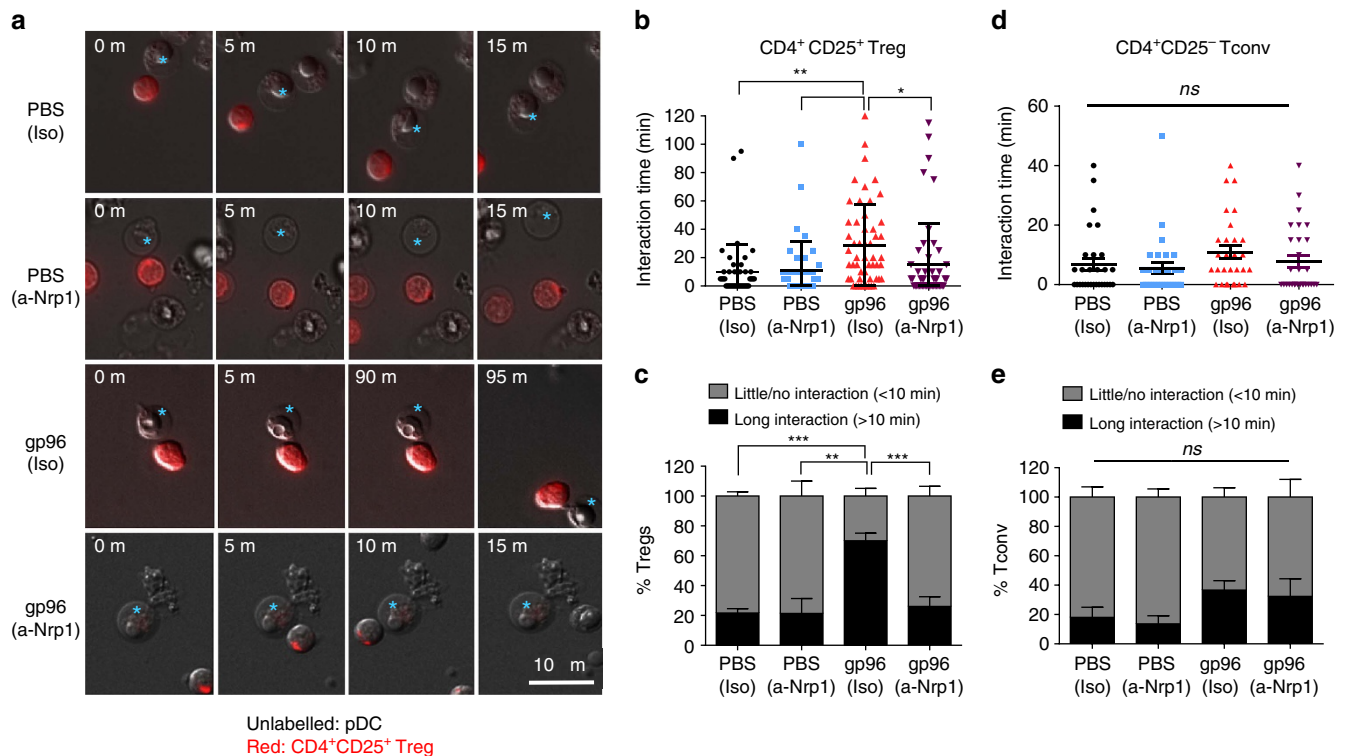 a
0 m
5 m
10 m
15 m
PBS
(Iso)
*
*
*
*
0 m
5 m
10 m
15 m
PBS
(a-Nrp1)
*
*
*
*
0 m
5 m
90 m
95 m
gp96
(Iso)
*
*
*
*
0 m
5 m
10 m
15 m
gp96
(a-Nrp1)
*
*
*
*
10 m
Unlabelled: pDC
Red: CD4⁺CD25⁺ Treg
b
CD4⁺ CD25⁺ Treg
**
*
Interaction time (min)
120
100
80
60
40
20
0
PBS
(Iso)
PBS
(a-Nrp1)
gp96
(Iso)
gp96
(a-Nrp1)
c
Little/no interaction (<10 min)
Long interaction (>10 min)
***
**
***
% Tregs
120
100
80
60
40
20
0
PBS
(Iso)
PBS
(a-Nrp1)
gp96
(Iso)
gp96
(a-Nrp1)
d
CD4⁺CD25⁻ Tconv
ns
Interaction time (min)
60
40
20
0
PBS
(Iso)
PBS
(a-Nrp1)
gp96
(Iso)
gp96
(a-Nrp1)
e
Little/no interaction (<10 min)
Long interaction (>10 min)
ns
% Tconv
120
100
80
60
40
20
0
PBS
(Iso)
PBS
(a-Nrp1)
gp96
(Iso)
gp96
(a-Nrp1)